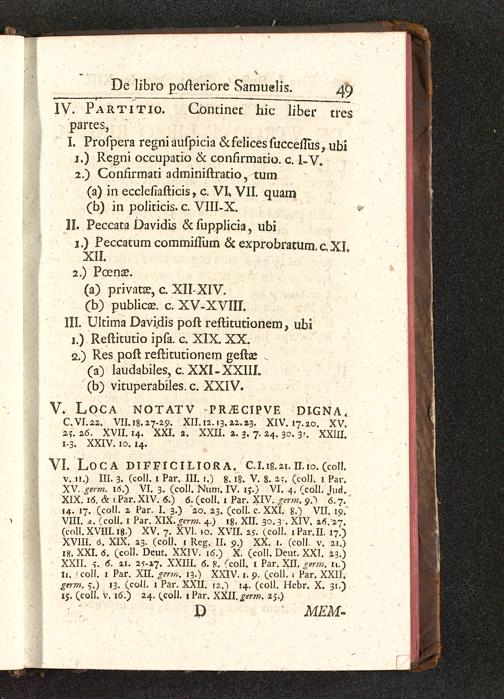 De libro posteriore Samuelis. 49
IV. PARTITIO. Continet hic liber tres
partes,
I. Prospera regni auspicia & felices successus, ubi
1.) Regni occupatio & confirmatio. c. I-V.
2.) Confirmati administratio, tum
(a) in ecclesiasticis, c. VI. VII. quam
(b) in politicis. c. VIII-X.
II. Peccata Davidis & supplicia, ubi
1.) Peccatum commissum & exprobratum. c. XI.
XII.
2.) Pœnæ.
(a) privatæ, c. XII-XIV.
(b) publicæ. c. XV-XVIII.
III. Ultima Davidis post restitutionem, ubi
1.) Restitutio ipsa. c. XIX. XX.
2.) Res post restitutionem gestæ
(a) laudabiles, c. XXI-XXIII.
(b) vituperabiles. c. XXIV.
V. LOCA NOTATV PRÆCIPVE DIGNA.
C. VI. 22. VII. 18. 27-29. XII. 12. 13. 22. 23. XIV. 17. 20. XV.
25. 26. XVII. 14. XXI. 2. XXII. 2. 3. 7. 24. 30. 31. XXIII.
1-3. XXIV. 10. 14.
VI. LOCA DIFFICILIORA. C. I. 18. 21. II. 10. (coll.
v. 11.) III. 3. (coll. 1 Par. III. 1.) 8. 18. V. 8. 25. (coll. 1 Par.
XV. germ. 16.) VI. 3. (coll. Num. IV. 15.) VI. 4. (coll. Jud.
XIX. 16. & 1 Par. XIV. 6.) 6. (coll. 1 Par. XIV. germ. 9.) 6. 7.
14. 17. (coll. 2 Par. I. 3.) 20. 23. (coll. c. XXI. 8.) VII. 19.
VIII. 2. (coll. 1 Par. XIX. germ. 4.) 18. XII. 30. 31. XIV. 26. 27.
(coll. XVIII. 18.) XV. 7. XVI. 10. XVII. 25. (coll. 1 Par. II. 17.)
XVIII. 6. XIX. 23. (coll. 1 Reg. II. 9.) XX. 1. (coll. v. 21.)
18. XXI. 6. (coll. Deut. XXIV. 16.) X. (coll. Deut. XXI. 23.)
XXII. 5. 6. 21. 25-27. XXIII. 6. 8. (coll. 1 Par. XII. germ. 11.)
11. (coll. 1 Par. XII. germ. 13.) XXIV. 1. 9. (coll. 1 Par. XXII.
germ. 5.) 13. (coll. 1 Par. XXII. 12.) 14. (coll. Hebr. X. 31.)
15. (coll. v. 16.) 24. (coll. 1 Par. XXII. germ. 25.)
D MEM-